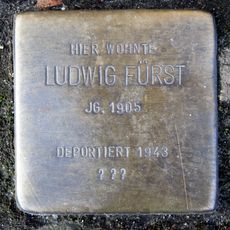 HIER WOHNTE
LUDWIG FÜRST
JG. 1905
DEPORTIERT 1943
? ? ?